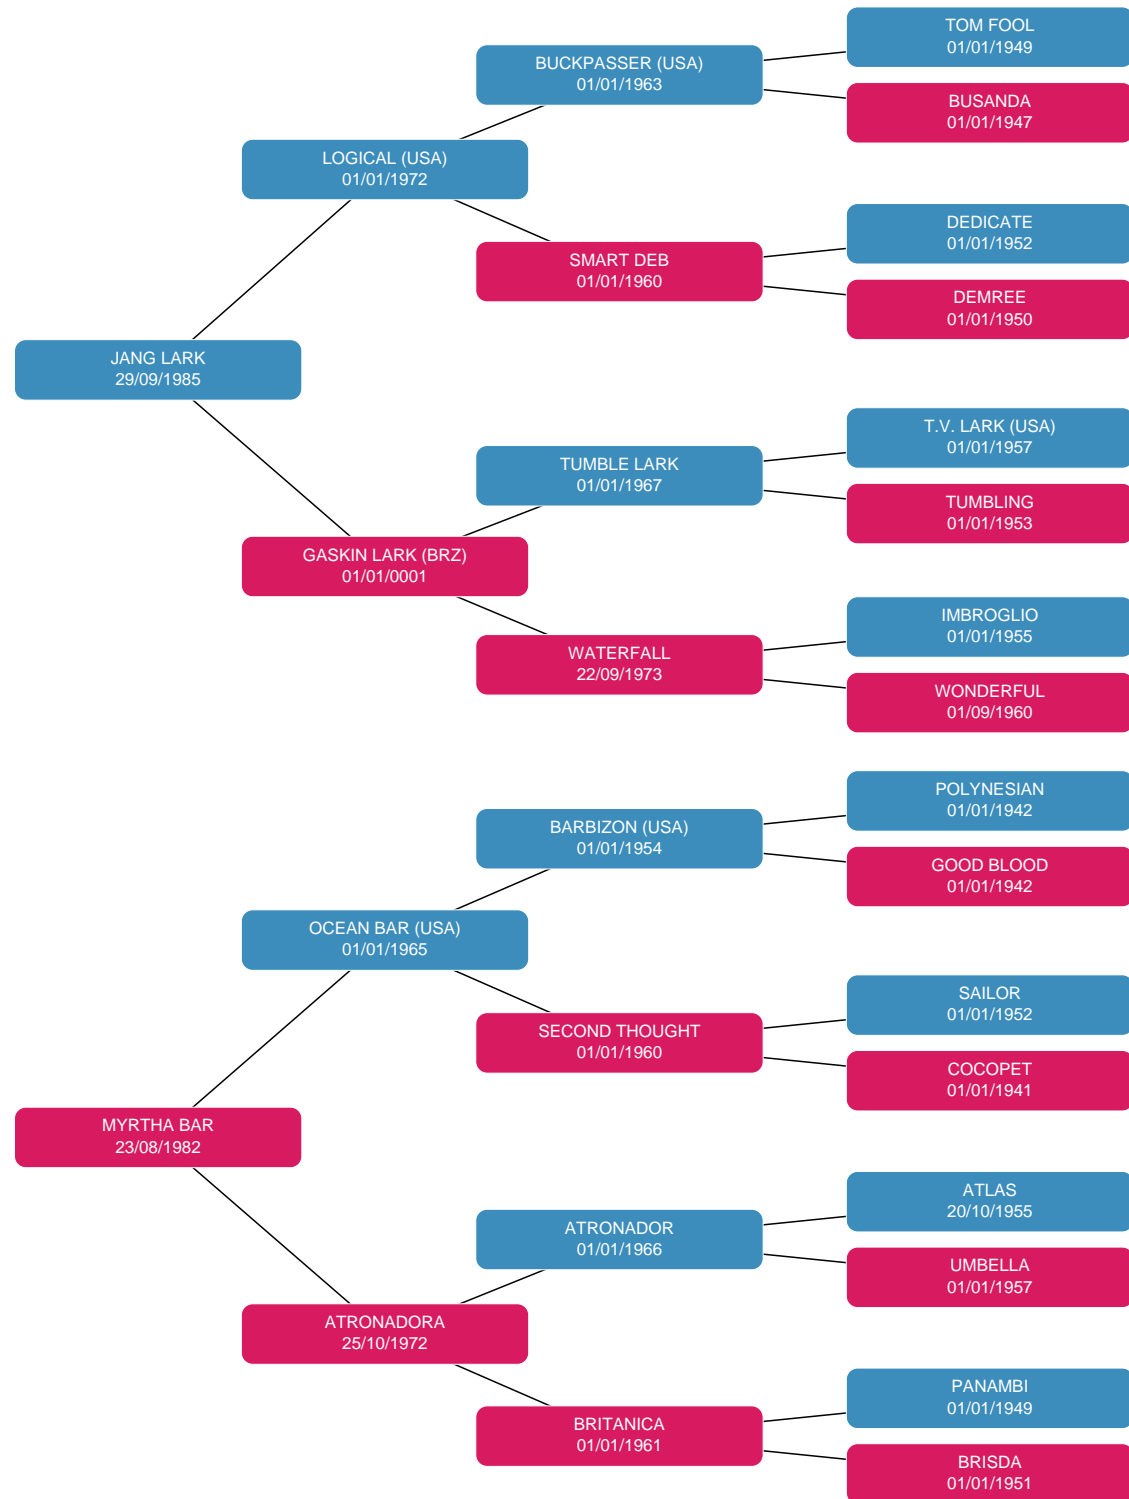 TOM FOOL
01/01/1949
BUCKPASSER (USA)
01/01/1963
BUSANDA
01/01/1947
LOGICAL (USA)
01/01/1972
DEDICATE
01/01/1952
SMART DEB
01/01/1960
DEMREE
01/01/1950
JANG LARK
29/09/1985
T.V. LARK (USA)
01/01/1957
TUMBLE LARK
01/01/1967
TUMBLING
01/01/1953
GASKIN LARK (BRZ)
01/01/0001
IMBROGLIO
01/01/1955
WATERFALL
22/09/1973
WONDERFUL
01/09/1960
POLYNESIAN
01/01/1942
BARBIZON (USA)
01/01/1954
GOOD BLOOD
01/01/1942
OCEAN BAR (USA)
01/01/1965
SAILOR
01/01/1952
SECOND THOUGHT
01/01/1960
COCOPET
01/01/1941
MYRTHA BAR
23/08/1982
ATLAS
20/10/1955
ATRONADOR
01/01/1966
UMBELLA
01/01/1957
ATRONADORA
25/10/1972
PANAMBI
01/01/1949
BRITANICA
01/01/1961
BRISDA
01/01/1951